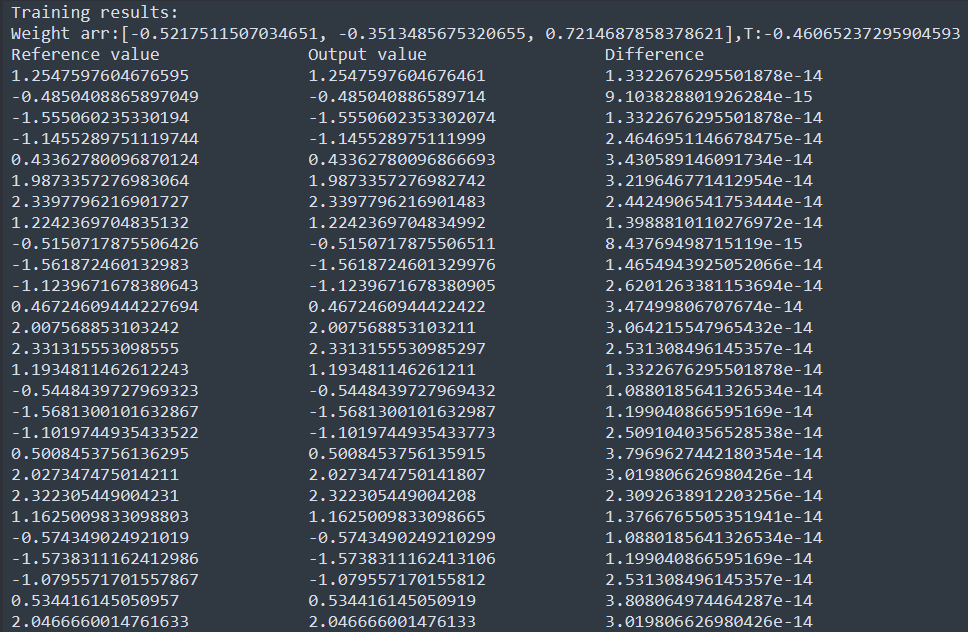 Training results:
Weight arr:[-0.5217511507034651, -0.3513485675320655, 0.7214687858378621],T:-0.46065237295904593
Reference value Output value Difference
1.2547597604676595 1.2547597604676461 1.3322676295501878e-14
-0.4850408865897049 -0.485040886589714 9.103828801926284e-15
-1.555060235330194 -1.5550602353302074 1.3322676295501878e-14
-1.1455289751119744 -1.145528975111999 2.4646951146678475e-14
0.43362780096870124 0.43362780096866693 3.430589146091734e-14
1.9873357276983064 1.9873357276982742 3.219646771412954e-14
2.3397796216901727 2.3397796216901483 2.4424906541753444e-14
1.2242369704835132 1.2242369704834992 1.3988810110276972e-14
-0.5150717875506426 -0.5150717875506511 8.43769498715119e-15
-1.561872460132983 -1.5618724601329976 1.4654943925052066e-14
-1.1239671678380643 -1.1239671678380905 2.6201263381153694e-14
0.46724609444227694 0.4672460944422422 3.47499806707674e-14
2.007568853103242 2.007568853103211 3.064215547965432e-14
2.331315553098555 2.3313155530985297 2.531308496145357e-14
1.1934811462612243 1.193481146261211 1.3322676295501878e-14
-0.5448439727969323 -0.5448439727969432 1.0880185641326534e-14
-1.5681300101632867 -1.5681300101632987 1.199040866595169e-14
-1.1019744935433522 -1.1019744935433773 2.5091040356528538e-14
0.5008453756136295 0.5008453756135915 3.7969627442180354e-14
2.027347475014211 2.0273474750141807 3.019806626980426e-14
2.322305449004231 2.322305449004208 2.3092638912203256e-14
1.1625009833098803 1.1625009833098665 1.3766765505351941e-14
-0.574349024921019 -0.5743490249210299 1.0880185641326534e-14
-1.5738311162412986 -1.5738311162413106 1.199040866595169e-14
-1.0795571701557867 -1.079557170155812 2.531308496145357e-14
0.534416145050957 0.534416145050919 3.808064974464287e-14
2.0466660014761633 2.046666001476133 3.019806626980426e-14